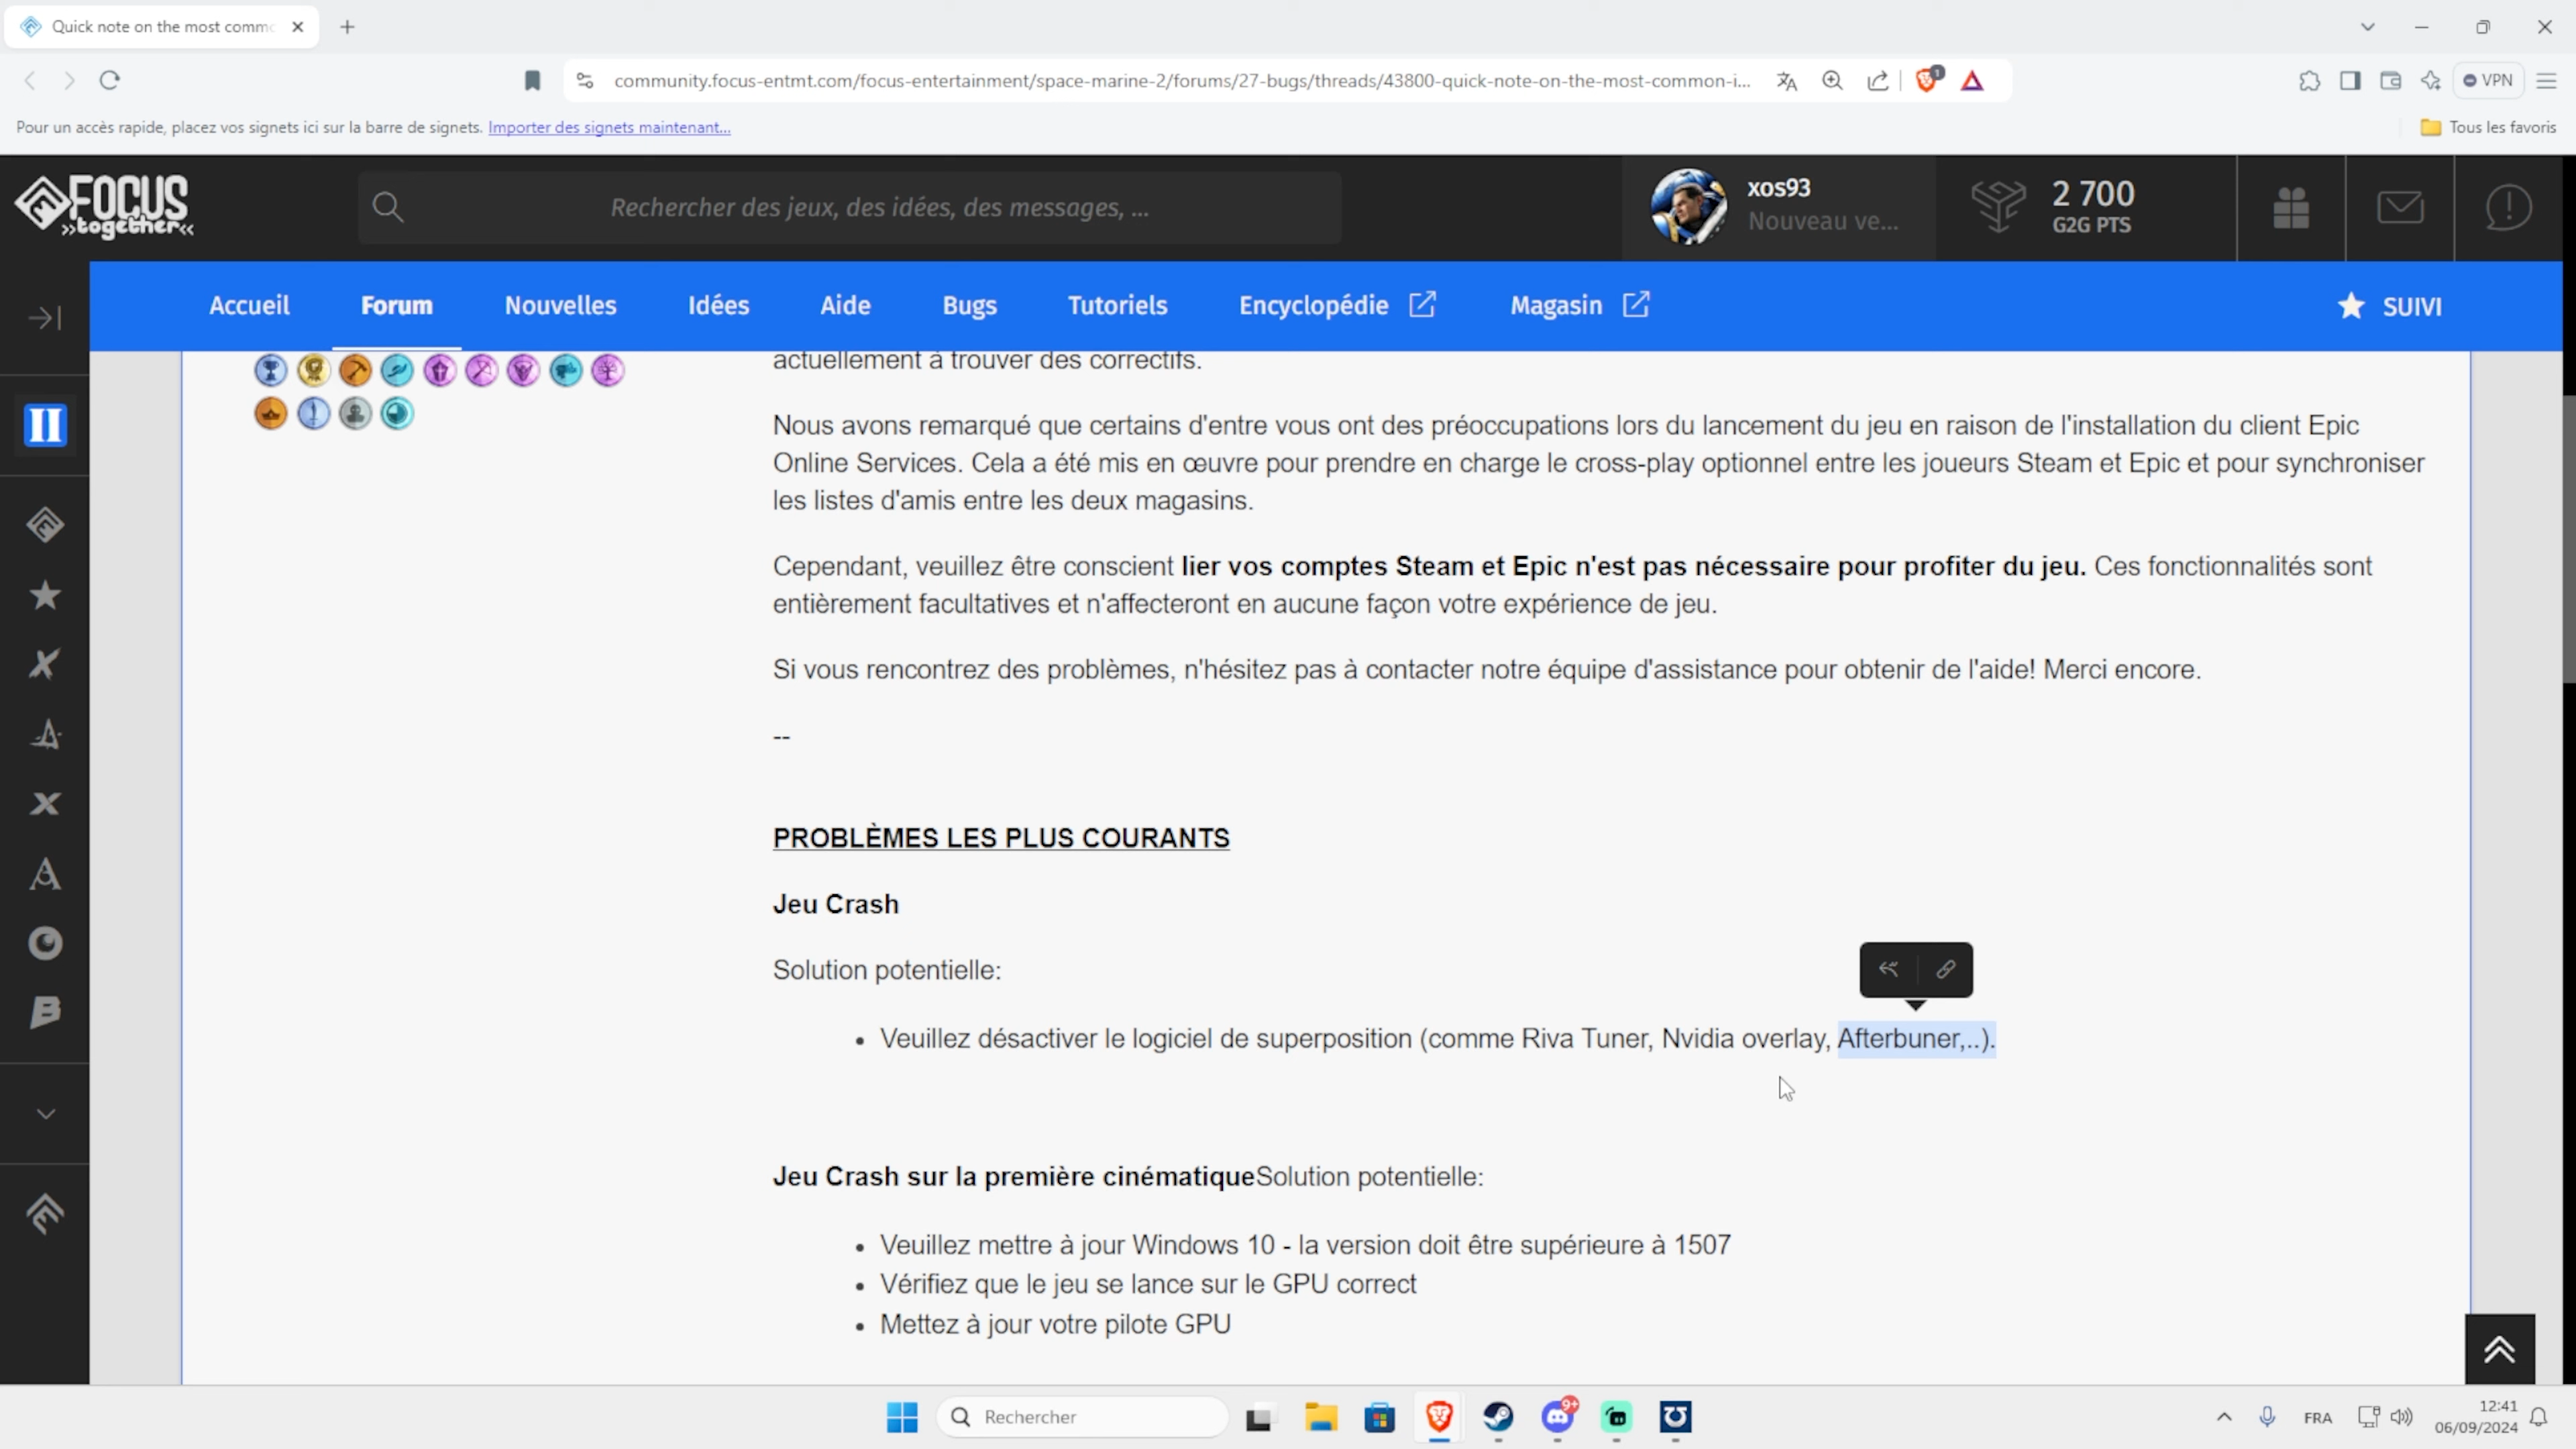 Quick note on the most commo
community.focus-entmt.com/focus-entertainment/space-marine-2/forums/27-bugs/threads/43800-quick-note-on-the-most-common-i...
1
VPN
Pour un accès rapide, placez vos signets ici sur la barre de signets. Importer des signets maintenant...
Tous les favoris
FOCUS
»together«
Rechercher des jeux, des idées, des messages, ...
xos93
Nouveau ve...
2 700
G2G PTS
Accueil
Forum
Nouvelles
Idées
Aide
Bugs
Tutoriels
Encyclopédie
Magasin
SUIVI
actuellement à trouver des correctifs.
Nous avons remarqué que certains d'entre vous ont des préoccupations lors du lancement du jeu en raison de l'installation du client Epic
Online Services. Cela a été mis en œuvre pour prendre en charge le cross-play optionnel entre les joueurs Steam et Epic et pour synchroniser
les listes d'amis entre les deux magasins.
Cependant, veuillez être conscient lier vos comptes Steam et Epic n'est pas nécessaire pour profiter du jeu. Ces fonctionnalités sont
entièrement facultatives et n'affecteront en aucune façon votre expérience de jeu.
Si vous rencontrez des problèmes, n'hésitez pas à contacter notre équipe d'assistance pour obtenir de l'aide! Merci encore.
--
PROBLÈMES LES PLUS COURANTS
Jeu Crash
Solution potentielle:
• Veuillez désactiver le logiciel de superposition (comme Riva Tuner, Nvidia overlay, Afterbuner,..).
Jeu Crash sur la première cinématiqueSolution potentielle:
• Veuillez mettre à jour Windows 10 - la version doit être supérieure à 1507
• Vérifiez que le jeu se lance sur le GPU correct
• Mettez à jour votre pilote GPU
Rechercher
9+
FRA
12:41
06/09/2024